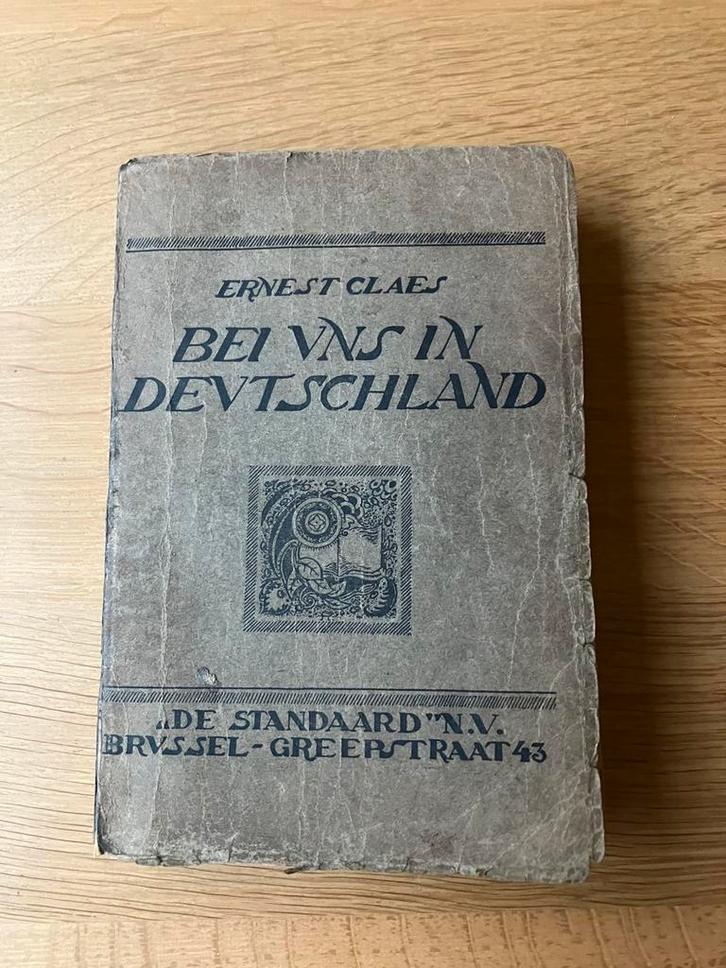 ERNEST CLAES
BEI VNS IN
DEVTSCHLAND
„DE STANDAARD” N.V.
BRVSSEL - GREEPSTRAAT 43